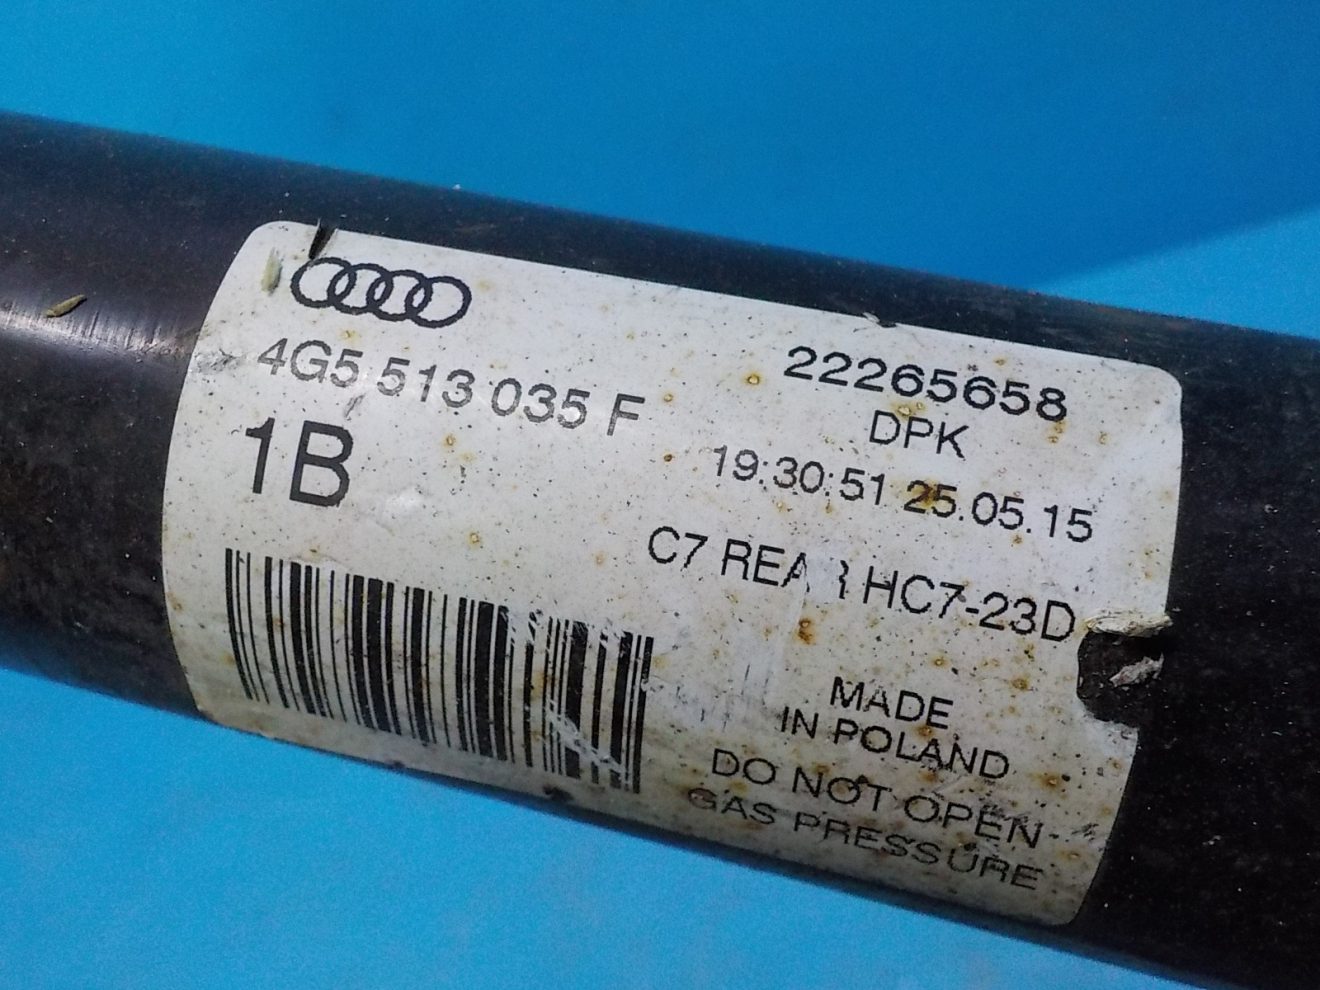 4G5 513 035 F
1B
22265658
DPK
19:30:51 25.05.15
C7 REAR HC7-23D
MADE
IN POLAND
DO NOT OPEN
GAS PRESSURE